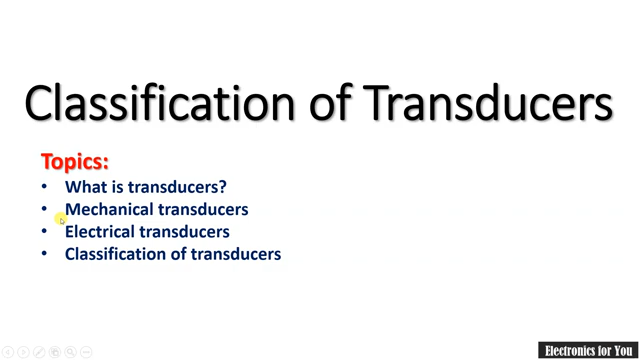 Classification of Transducers
Topics:
• What is transducers?
• Mechanical transducers
• Electrical transducers
• Classification of transducers
Electronics for You